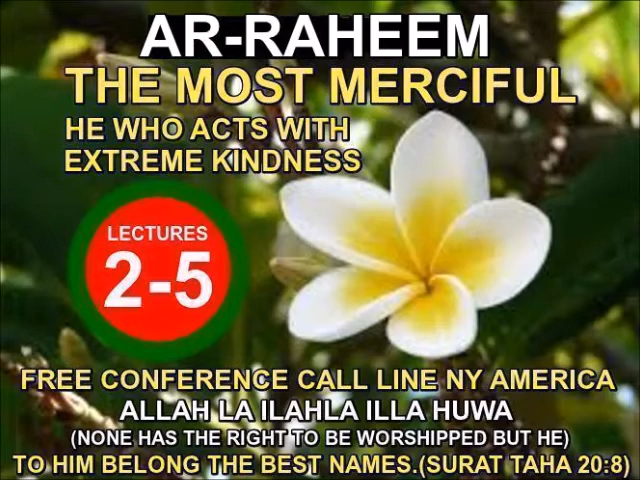 AR-RAHEEM
THE MOST MERCIFUL
HE WHO ACTS WITH
EXTREME KINDNESS
LECTURES
2-5
FREE CONFERENCE CALL LINE NY AMERICA
ALLAH LA ILAHLA ILLA HUWA
(NONE HAS THE RIGHT TO BE WORSHIPPED BUT HE)
TO HIM BELONG THE BEST NAMES.(SURAT TAHA 20:8)